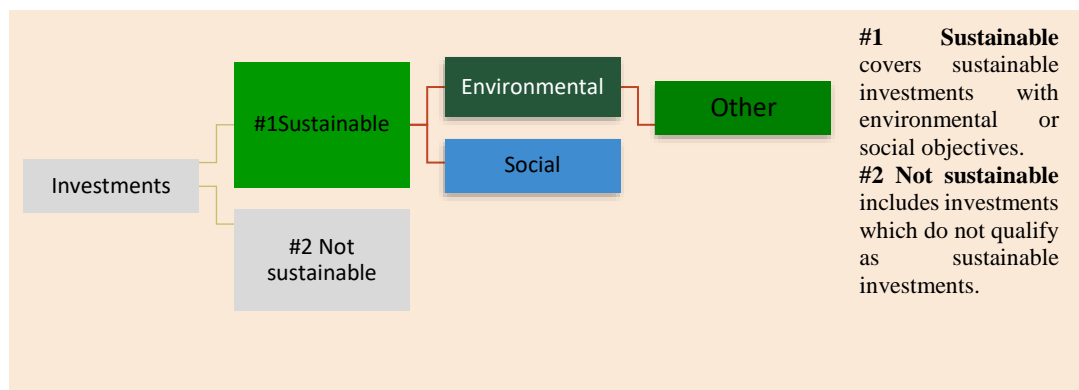 Investments
#1Sustainable
#2 Not
sustainable
Environmental
Social
Other
#1 Sustainable
covers sustainable
investments with
environmental or
social objectives.
#2 Not sustainable
includes investments
which do not qualify
as sustainable
investments.